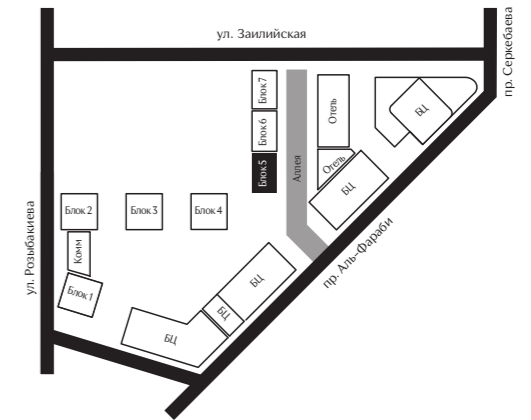 ул. Заилийская
пр. Серкебаева
Блок 7
Отель
БЦ
Блок 6
Аллея
Отель
Блок 5
БЦ
Блок 2
Блок 3
Блок 4
ул. Розыбакиева
Комм
пр. Аль-Фараби
Блок 1
БЦ
БЦ
БЦ